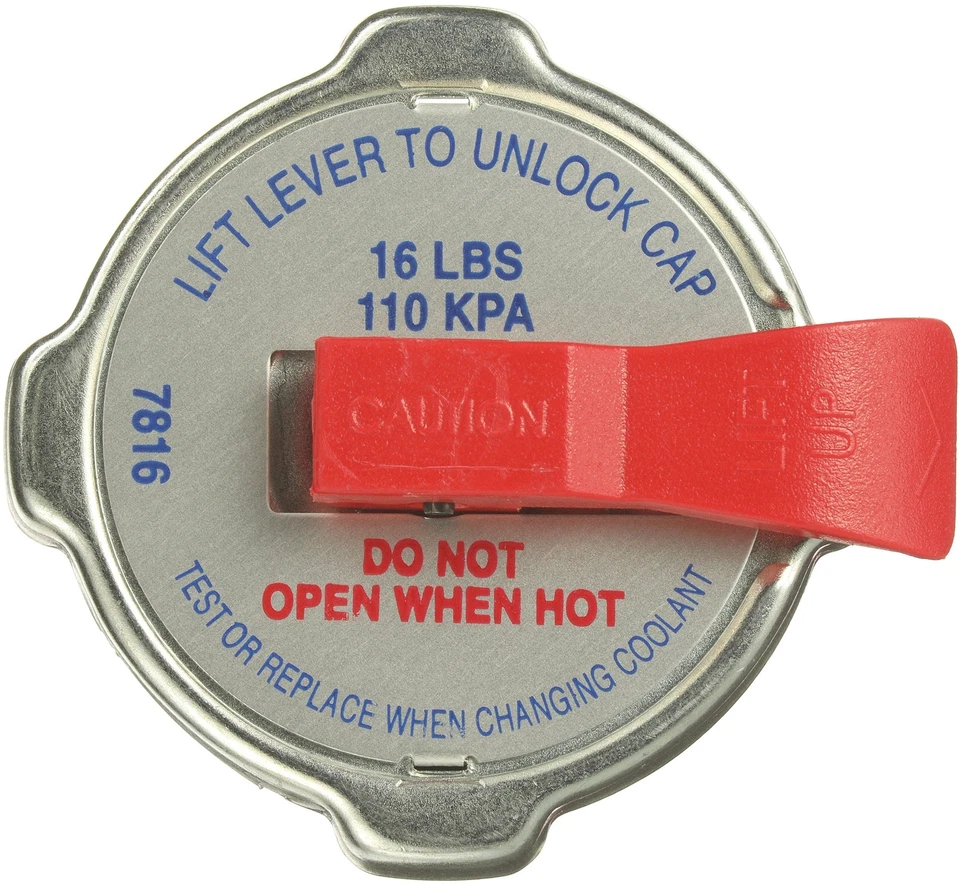 LIFT LEVER TO UNLOCK CAP
16 LBS
110 KPA
CAUTION
LIFT
UP
7816
DO NOT
OPEN WHEN HOT
TEST OR REPLACE WHEN CHANGING COOLANT